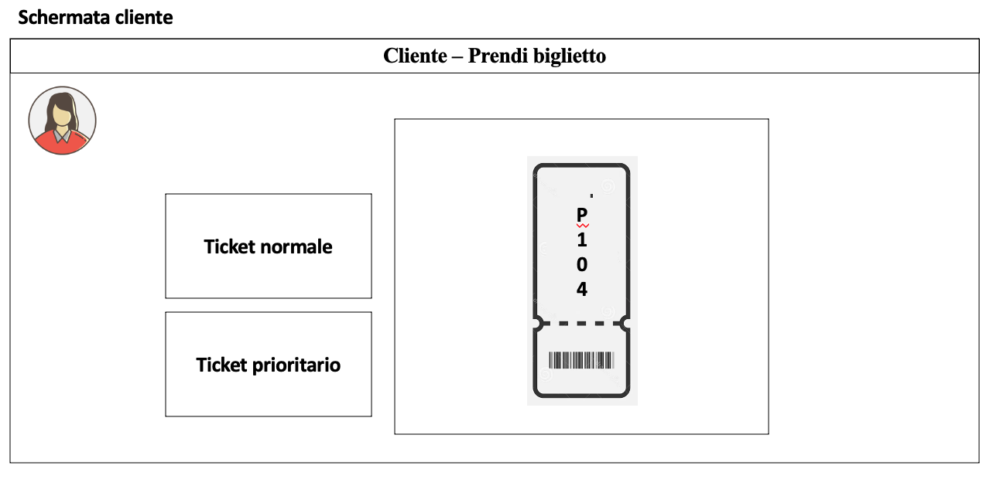 Schermata cliente
Cliente – Prendi biglietto
Ticket normale
Ticket prioritario
P
1
0
4